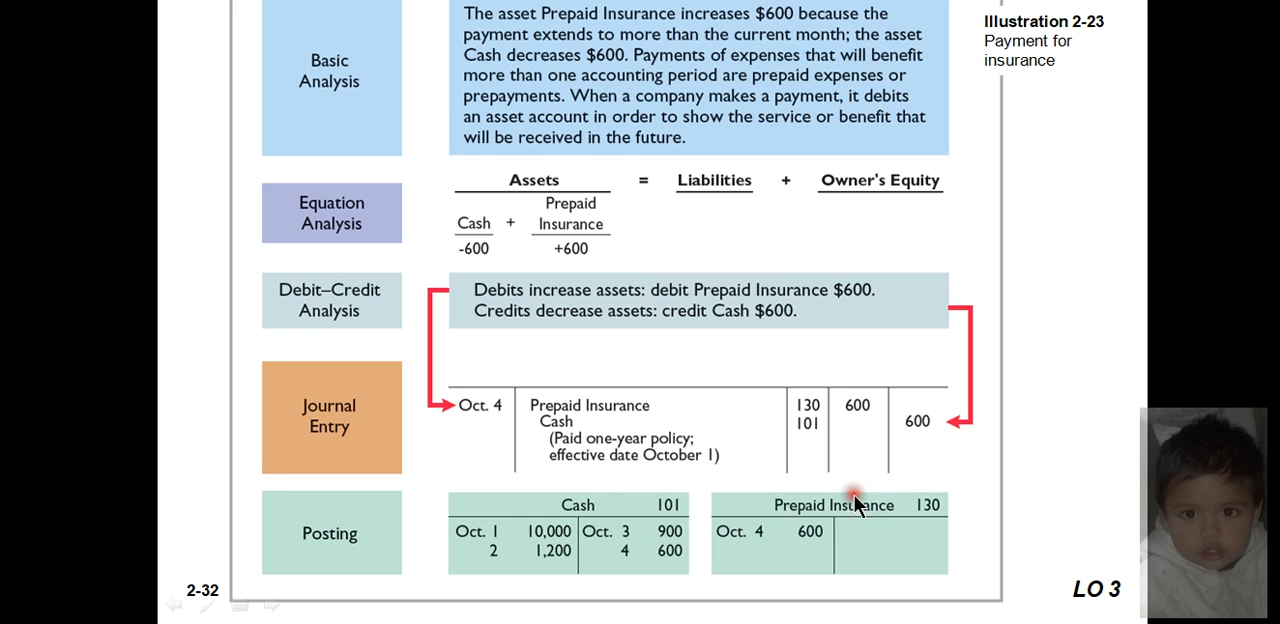 Illustration 2-23
Payment for
insurance
Basic
Analysis
The asset Prepaid Insurance increases $600 because the
payment extends to more than the current month; the asset
Cash decreases $600. Payments of expenses that will benefit
more than one accounting period are prepaid expenses or
prepayments. When a company makes a payment, it debits
an asset account in order to show the service or benefit that
will be received in the future.
Equation
Analysis
Assets = Liabilities + Owner's Equity
Prepaid
Cash + Insurance
-600 +600
Debit–Credit
Analysis
Debits increase assets: debit Prepaid Insurance $600.
Credits decrease assets: credit Cash $600.
Journal
Entry
Oct. 4 Prepaid Insurance 130 600
Cash 101 600
(Paid one-year policy;
effective date October 1)
Posting
Cash 101
Oct. 1 10,000 Oct. 3 900
2 1,200 4 600
Prepaid Insurance 130
Oct. 4 600
2-32
LO 3